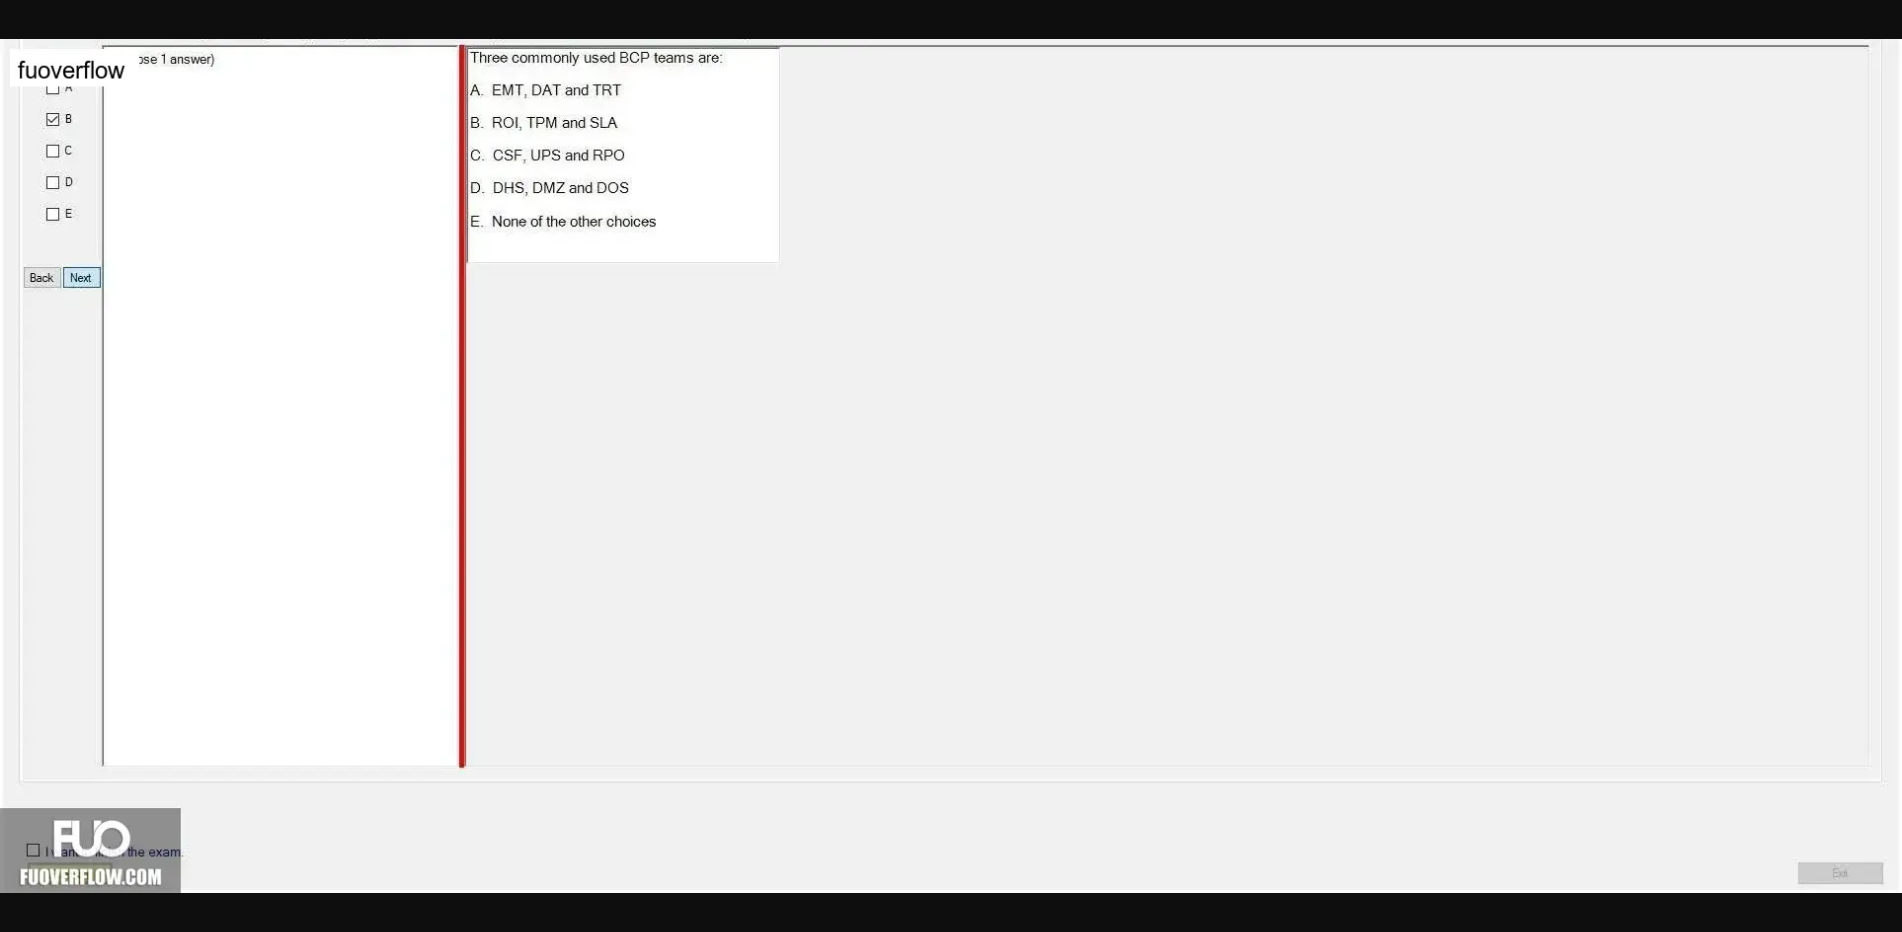 fuoverflow
ose 1 answer)
A
B
C
D
E
Back Next
Three commonly used BCP teams are:
A. EMT, DAT and TRT
B. ROI, TPM and SLA
C. CSF, UPS and RPO
D. DHS, DMZ and DOS
E. None of the other choices
FUO
I the exam.
FUOVERFLOW.COM
Exit